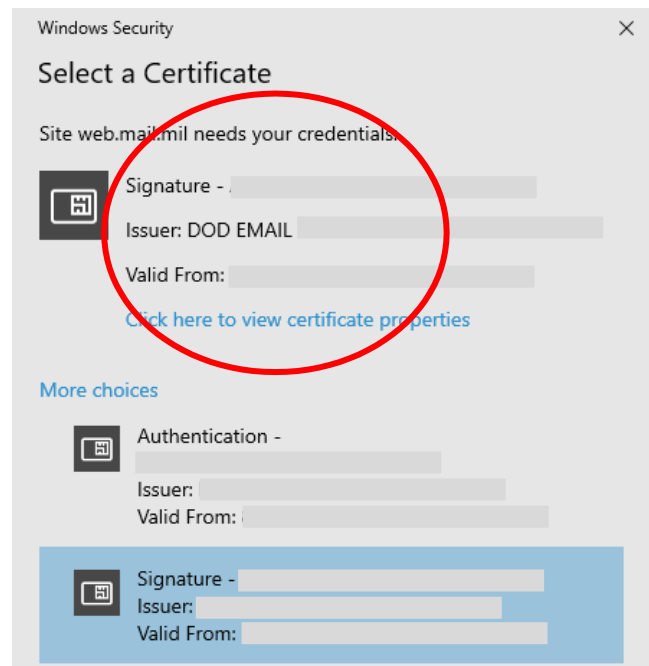 Windows Security
Select a Certificate
Site web.mail.mil needs your credentials.
Signature -
Issuer: DOD EMAIL
Valid From:
Click here to view certificate properties
More choices
Authentication -
Issuer:
Valid From:
Signature -
Issuer:
Valid From: